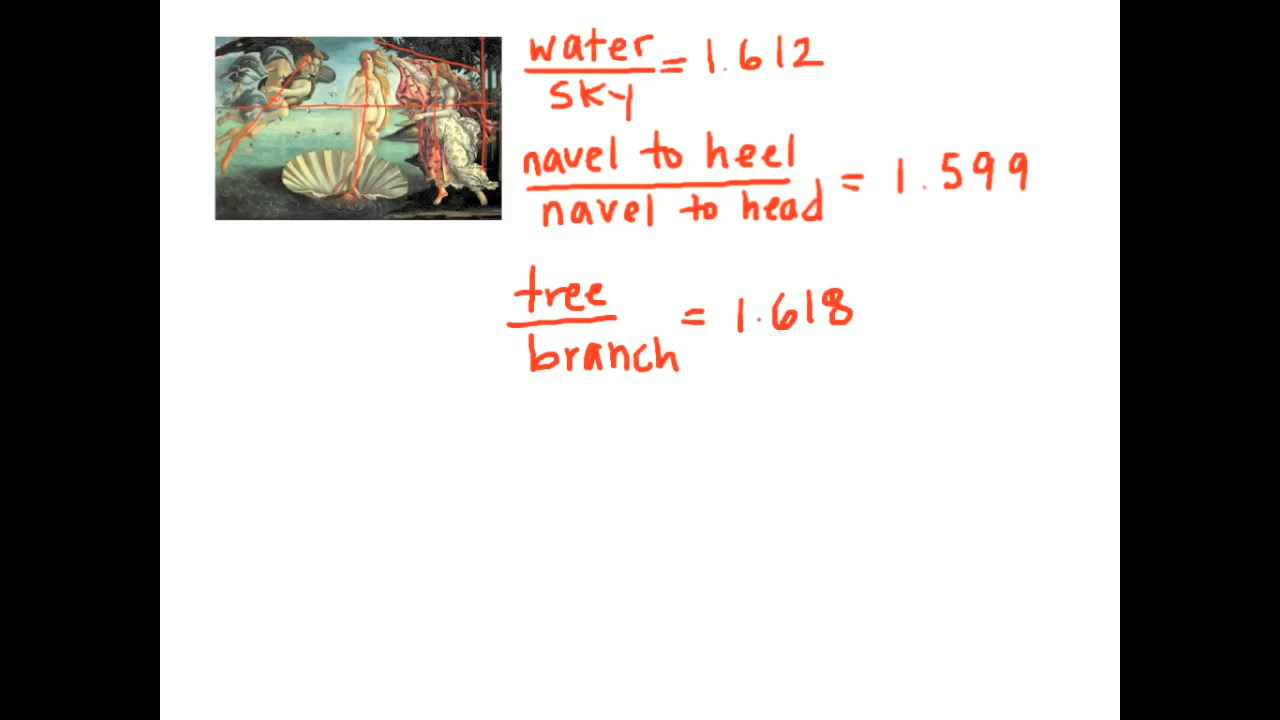 water
sky
= 1.612
navel to heel
navel to head
= 1.599
tree
branch
= 1.618